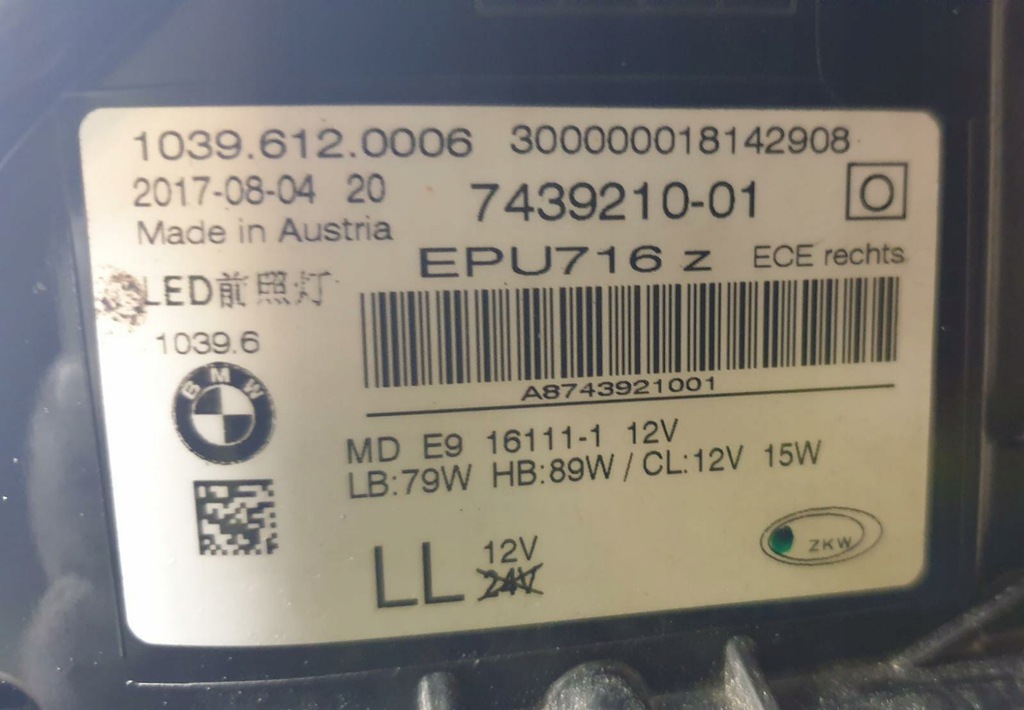 1039.612.0006 300000018142908
2017-08-04 20 7439210-01 O
Made in Austria
EPU716 z ECE rechts
LED前照灯
1039.6
BMW
A8743921001
MD E9 16111-1 12V
LB:79W HB:89W / CL:12V 15W
LL 12V
24V
ZKW